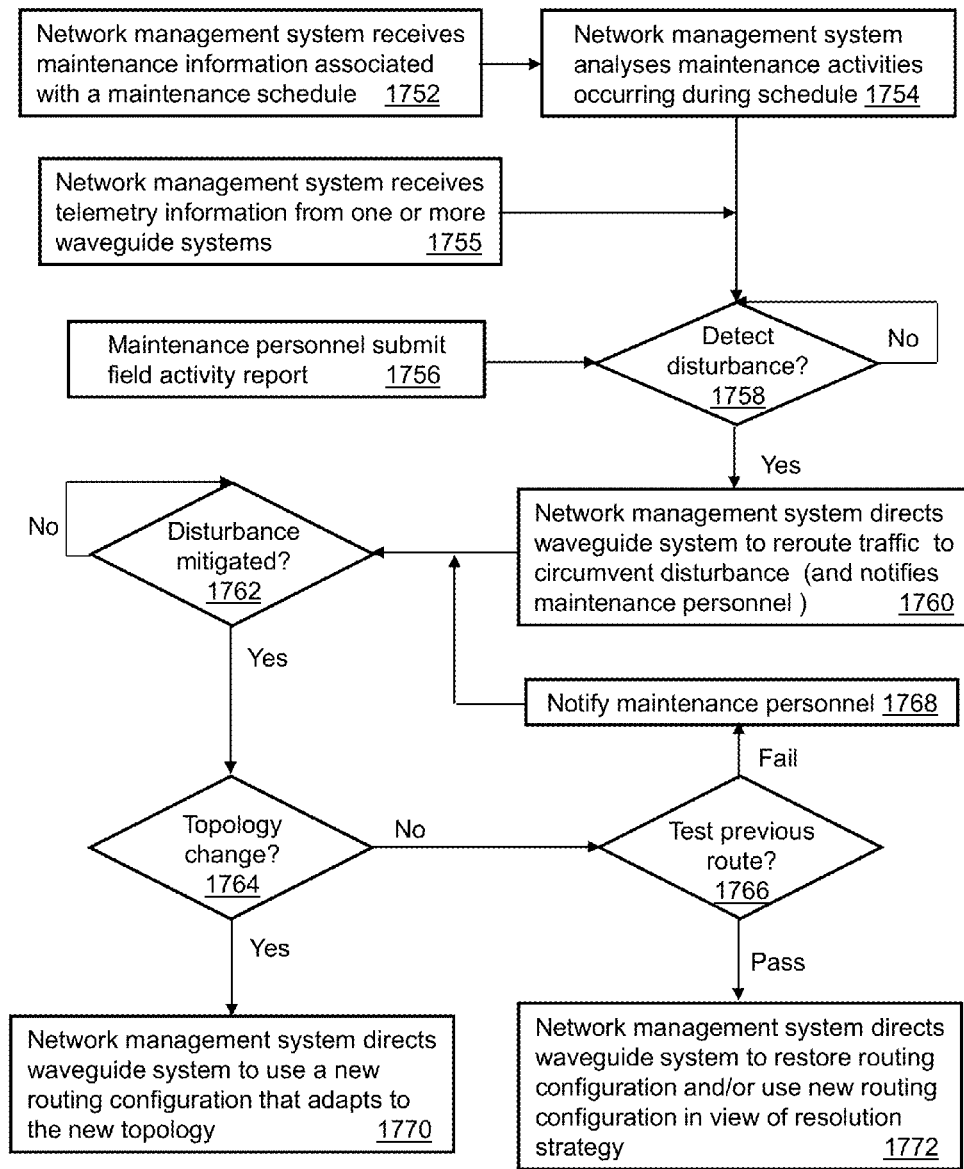 Network management system receives
maintenance information associated
with a maintenance schedule 1752
Network management system
analyses maintenance activities
occurring during schedule 1754
Network management system receives
telemetry information from one or more
waveguide systems 1755
Maintenance personnel submit
field activity report 1756
Detect
disturbance?
1758
No
Yes
Network management system directs
waveguide system to reroute traffic to
circumvent disturbance (and notifies
maintenance personnel ) 1760
No
Disturbance
mitigated?
1762
Yes
Notify maintenance personnel 1768
Fail
Topology
change?
1764
No
Test previous
route?
1766
Yes
Pass
Network management system directs
waveguide system to use a new
routing configuration that adapts to
the new topology 1770
Network management system directs
waveguide system to restore routing
configuration and/or use new routing
configuration in view of resolution
strategy 1772